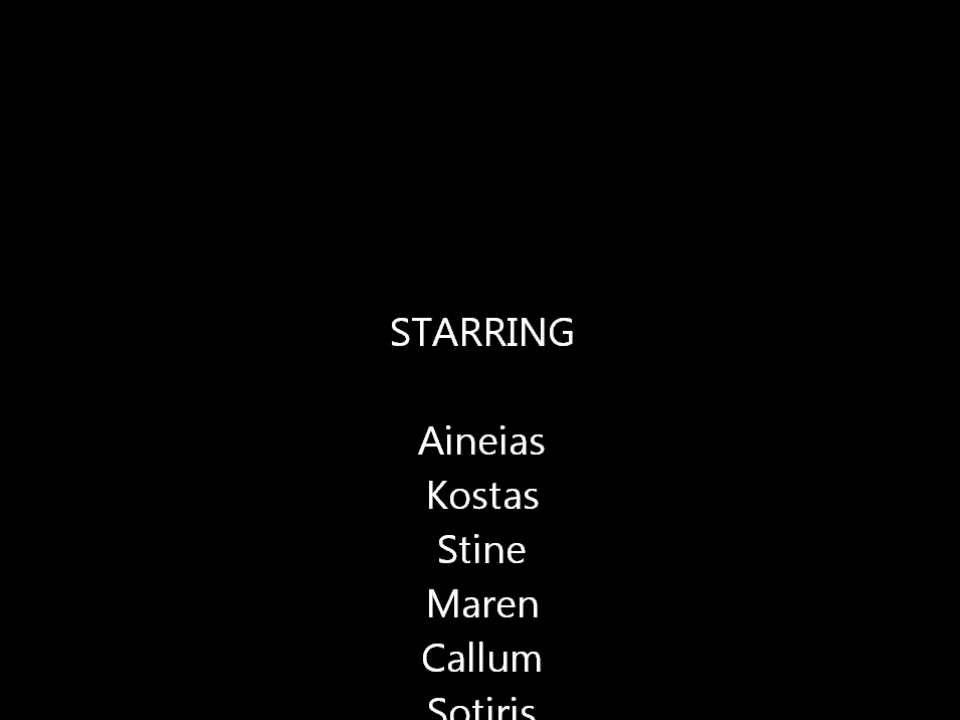 STARRING
Aineias
Kostas
Stine
Maren
Callum
Sotiris